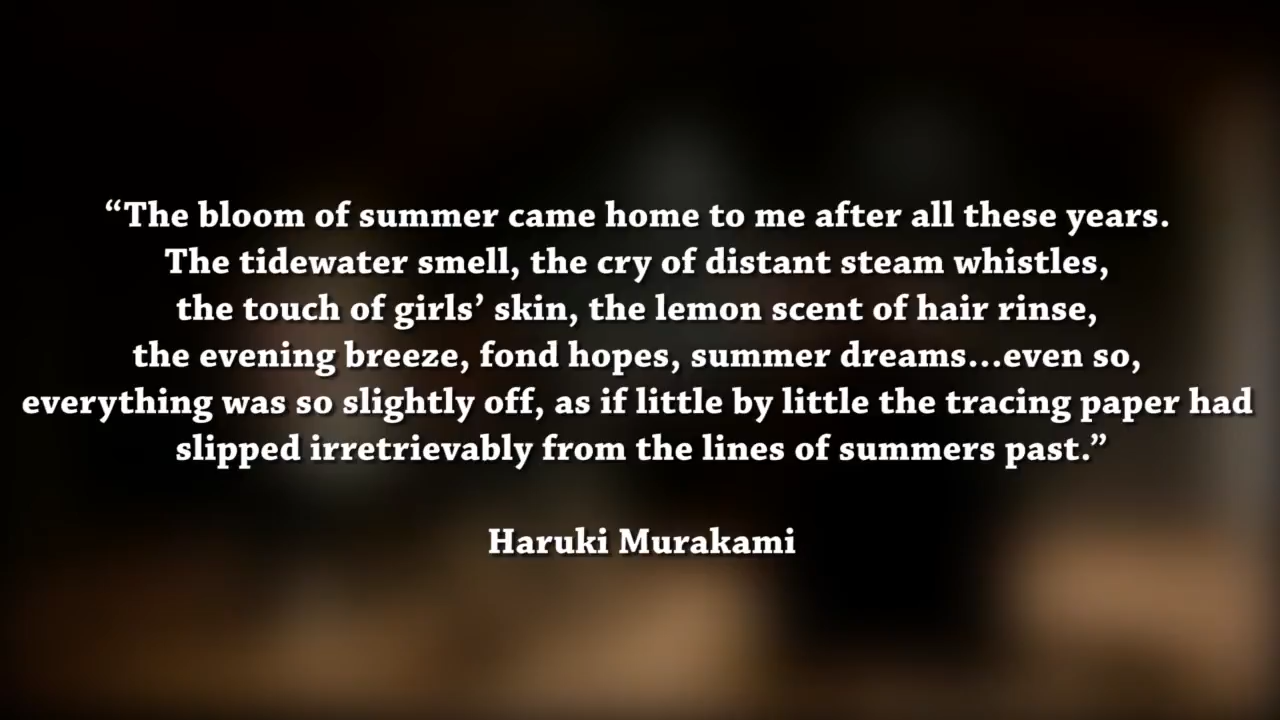 “The bloom of summer came home to me after all these years.
The tidewater smell, the cry of distant steam whistles,
the touch of girls’ skin, the lemon scent of hair rinse,
the evening breeze, fond hopes, summer dreams...even so,
everything was so slightly off, as if little by little the tracing paper had
slipped irretrievably from the lines of summers past.”
Haruki Murakami